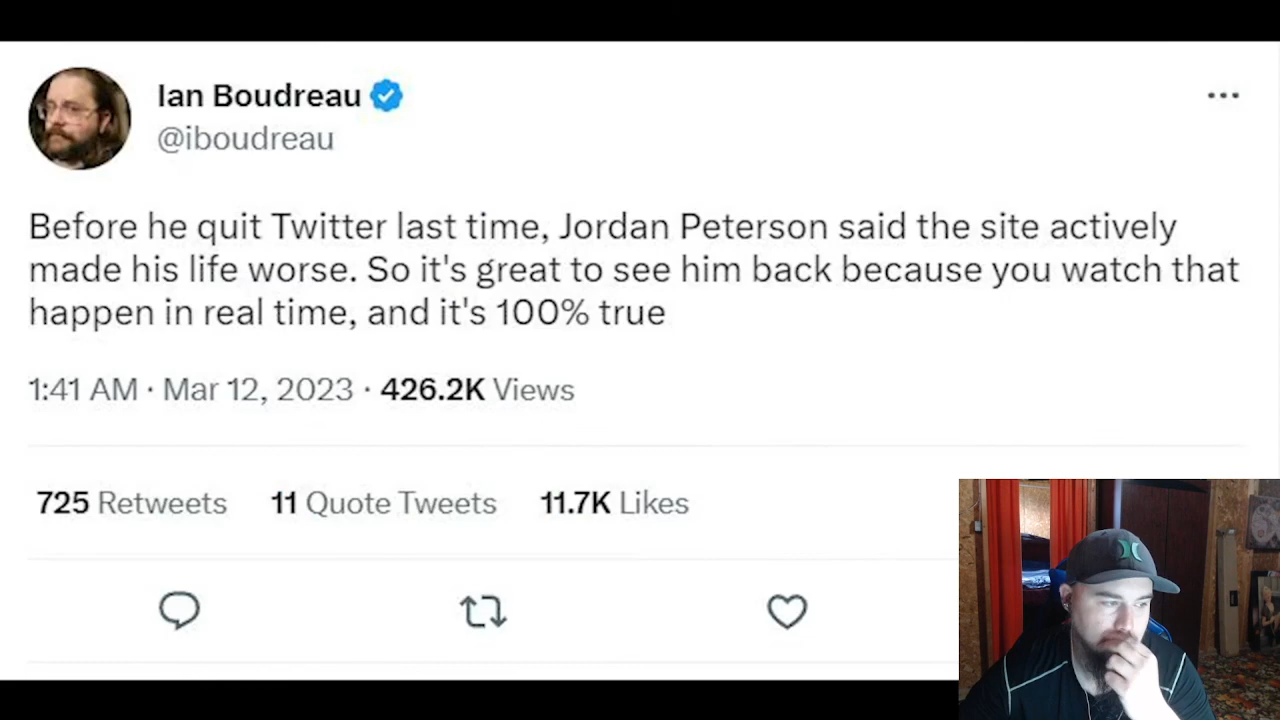 Ian Boudreau
@iboudreau
Before he quit Twitter last time, Jordan Peterson said the site actively
made his life worse. So it's great to see him back because you watch that
happen in real time, and it's 100% true
1:41 AM · Mar 12, 2023 · 426.2K Views
725 Retweets 11 Quote Tweets 11.7K Likes